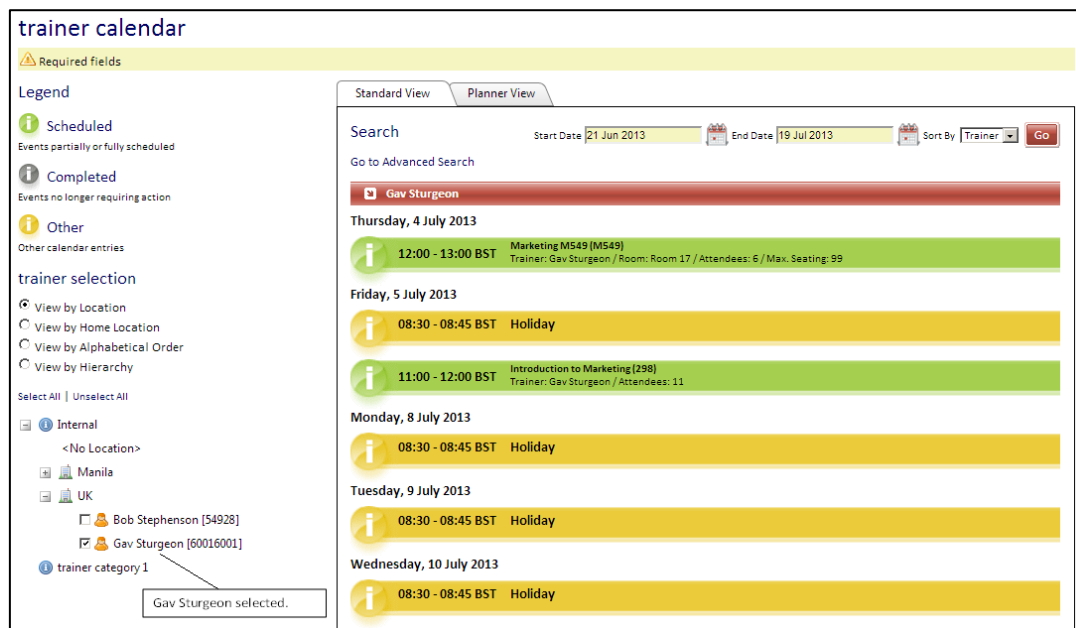 trainer calendar
Required fields
Legend
Scheduled
Events partially or fully scheduled
Completed
Events no longer requiring action
Other
Other calendar entries
trainer selection
View by Location
View by Home Location
View by Alphabetical Order
View by Hierarchy
Select All | Unselect All
Internal
<No Location>
Manila
UK
Bob Stephenson [54928]
Gav Sturgeon [60016001]
trainer category 1
Gav Sturgeon selected.
Standard View Planner View
Search Start Date 21 Jun 2013 End Date 19 Jul 2013 Sort By Trainer Go
Go to Advanced Search
Gav Sturgeon
Thursday, 4 July 2013
12:00 - 13:00 BST Marketing M549 (M549)
Trainer: Gav Sturgeon / Room: Room 17 / Attendees: 6 / Max. Seating: 99
Friday, 5 July 2013
08:30 - 08:45 BST Holiday
11:00 - 12:00 BST Introduction to Marketing (298)
Trainer: Gav Sturgeon / Attendees: 11
Monday, 8 July 2013
08:30 - 08:45 BST Holiday
Tuesday, 9 July 2013
08:30 - 08:45 BST Holiday
Wednesday, 10 July 2013
08:30 - 08:45 BST Holiday